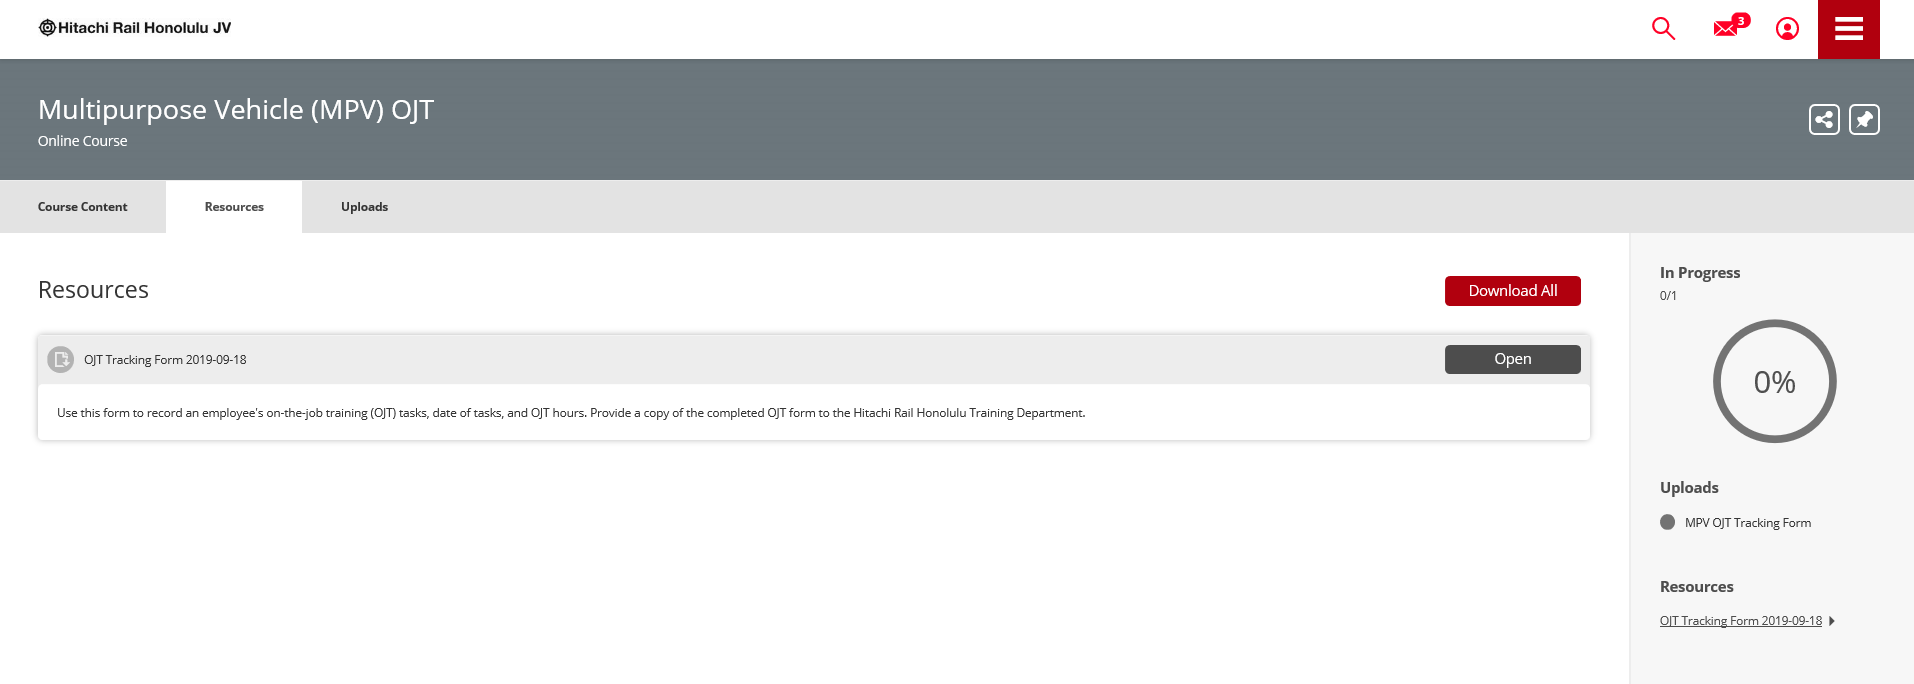 Hitachi Rail Honolulu JV
3
Multipurpose Vehicle (MPV) OJT
Online Course
Course Content
Resources
Uploads
Resources
Download All
OJT Tracking Form 2019-09-18
Open
Use this form to record an employee's on-the-job training (OJT) tasks, date of tasks, and OJT hours. Provide a copy of the completed OJT form to the Hitachi Rail Honolulu Training Department.
In Progress
0/1
0%
Uploads
MPV OJT Tracking Form
Resources
OJT Tracking Form 2019-09-18